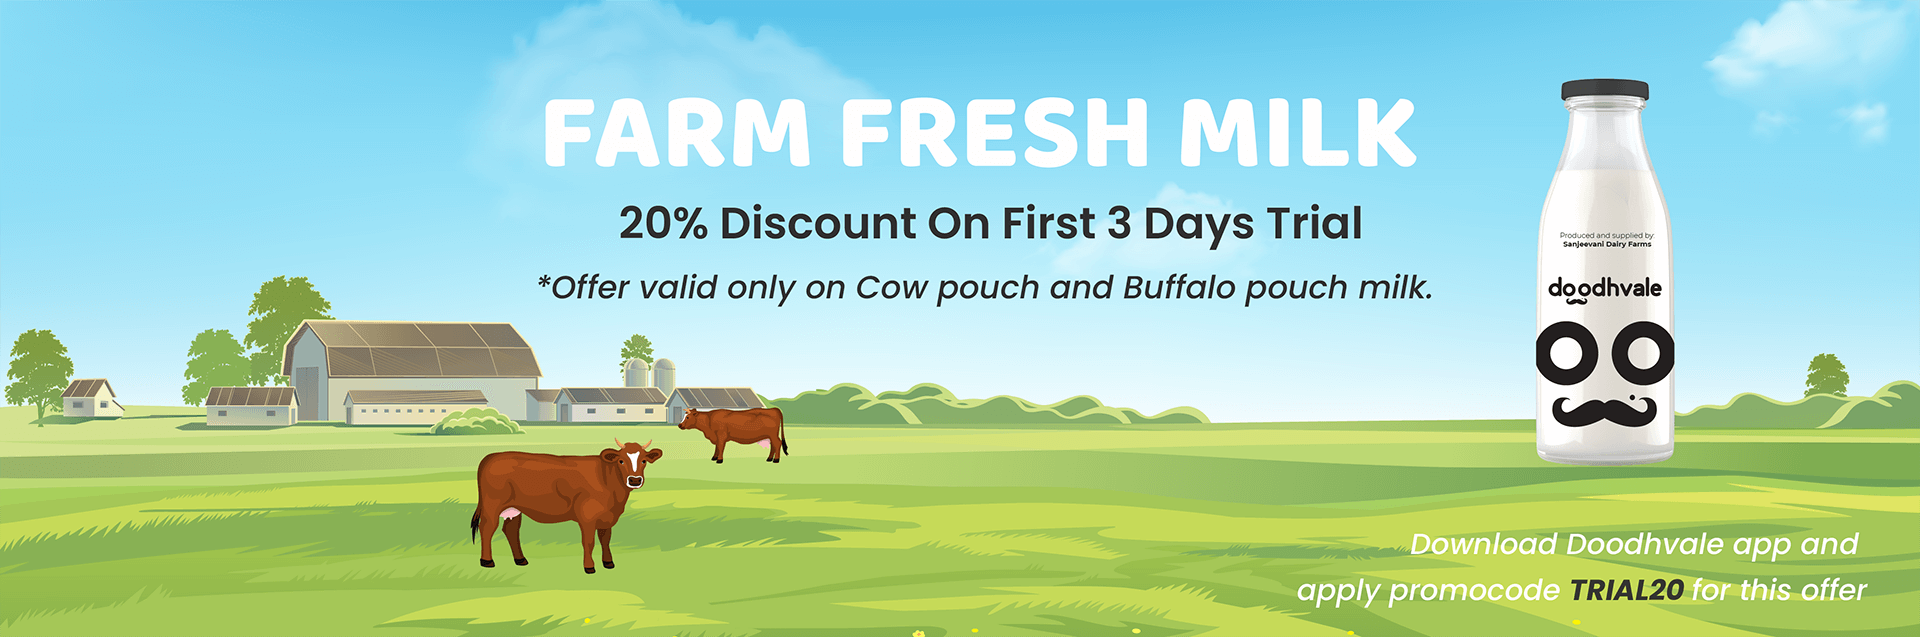 FARM FRESH MILK
20% Discount On First 3 Days Trial
*Offer valid only on Cow pouch and Buffalo pouch milk.
Produced and supplied by:
Sanjeevani Dairy Farms
doodhvale
Download Doodhvale app and
apply promocode TRIAL20 for this offer